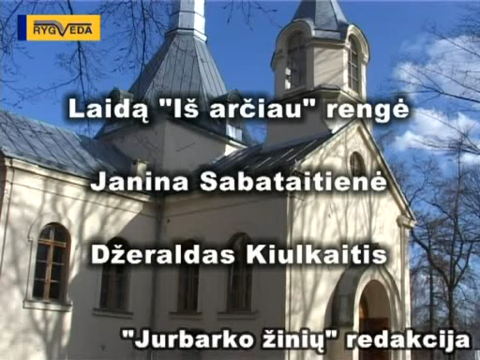 RYGVEDA
Laidą "Iš arčiau" rengė
Janina Sabataitienė
Džeraldas Kiulkaitis
"Jurbarko žinių" redakcija